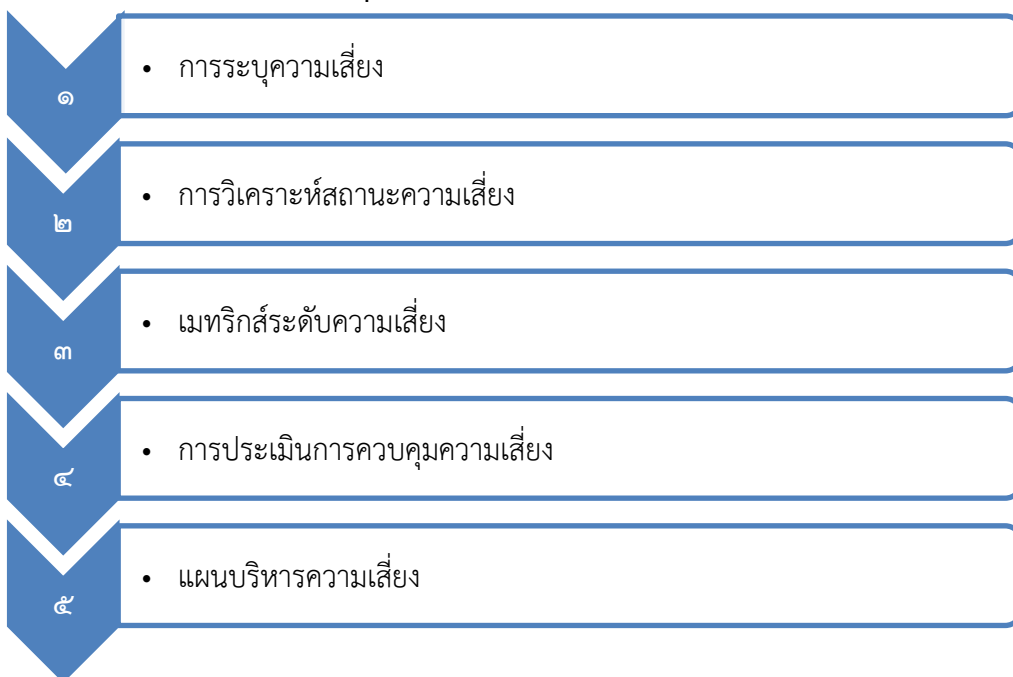 ๑
• การระบุความเสี่ยง
๒
• การวิเคราะห์สถานะความเสี่ยง
๓
• เมทริกส์ระดับความเสี่ยง
๔
• การประเมินการควบคุมความเสี่ยง
๕
• แผนบริหารความเสี่ยง